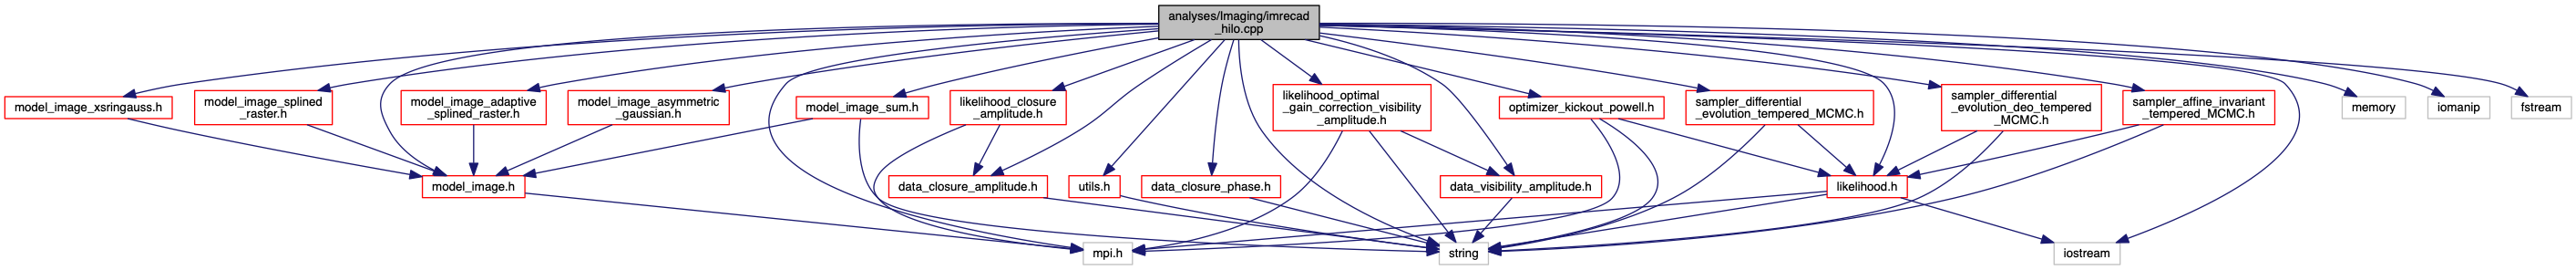 analyses/Imaging/imrecad
_hilo.cpp
model_image_xsringauss.h
model_image_splined
_raster.h
model_image_adaptive
_splined_raster.h
model_image_asymmetric
_gaussian.h
model_image_sum.h
likelihood_closure
_amplitude.h
likelihood_optimal
_gain_correction_visibility
_amplitude.h
optimizer_kickout_powell.h
sampler_differential
_evolution_tempered_MCMC.h
sampler_differential
_evolution_deo_tempered
_MCMC.h
sampler_affine_invariant
_tempered_MCMC.h
memory
iomanip
fstream
model_image.h
data_closure_amplitude.h
utils.h
data_closure_phase.h
data_visibility_amplitude.h
likelihood.h
mpi.h
string
iostream